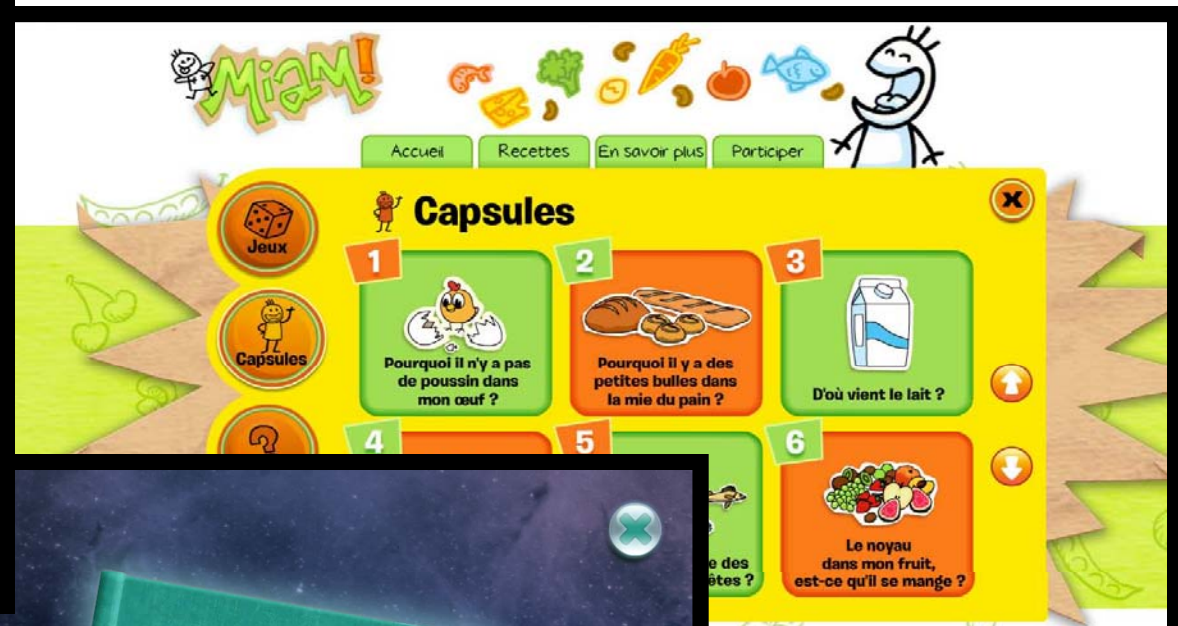 Miam!
Accueil
Recettes
En savoir plus
Participer
Jeux
Capsules
Capsules
X
1
Pourquoi il n'y a pas
de poussin dans
mon œuf ?
2
Pourquoi il y a des
petites bulles dans
la mie du pain ?
3
D'où vient le lait ?
4
5
e des
êtes ?
6
Le noyau
dans mon fruit,
est-ce qu'il se mange ?